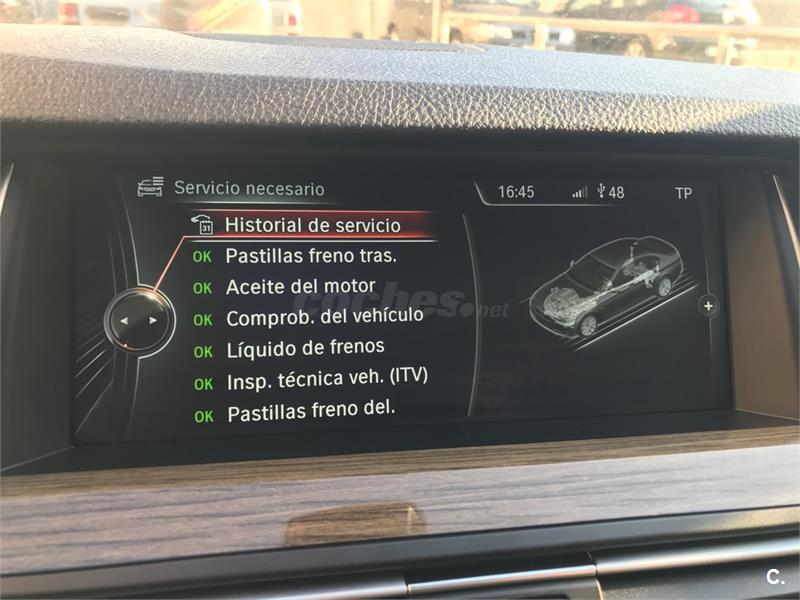 Servicio necesario
16:45 48 TP
31 Historial de servicio
OK Pastillas freno tras.
OK Aceite del motor
OK Comprob. del vehículo
OK Líquido de frenos
OK Insp. técnica veh. (ITV)
OK Pastillas freno del.
coches.net
C.